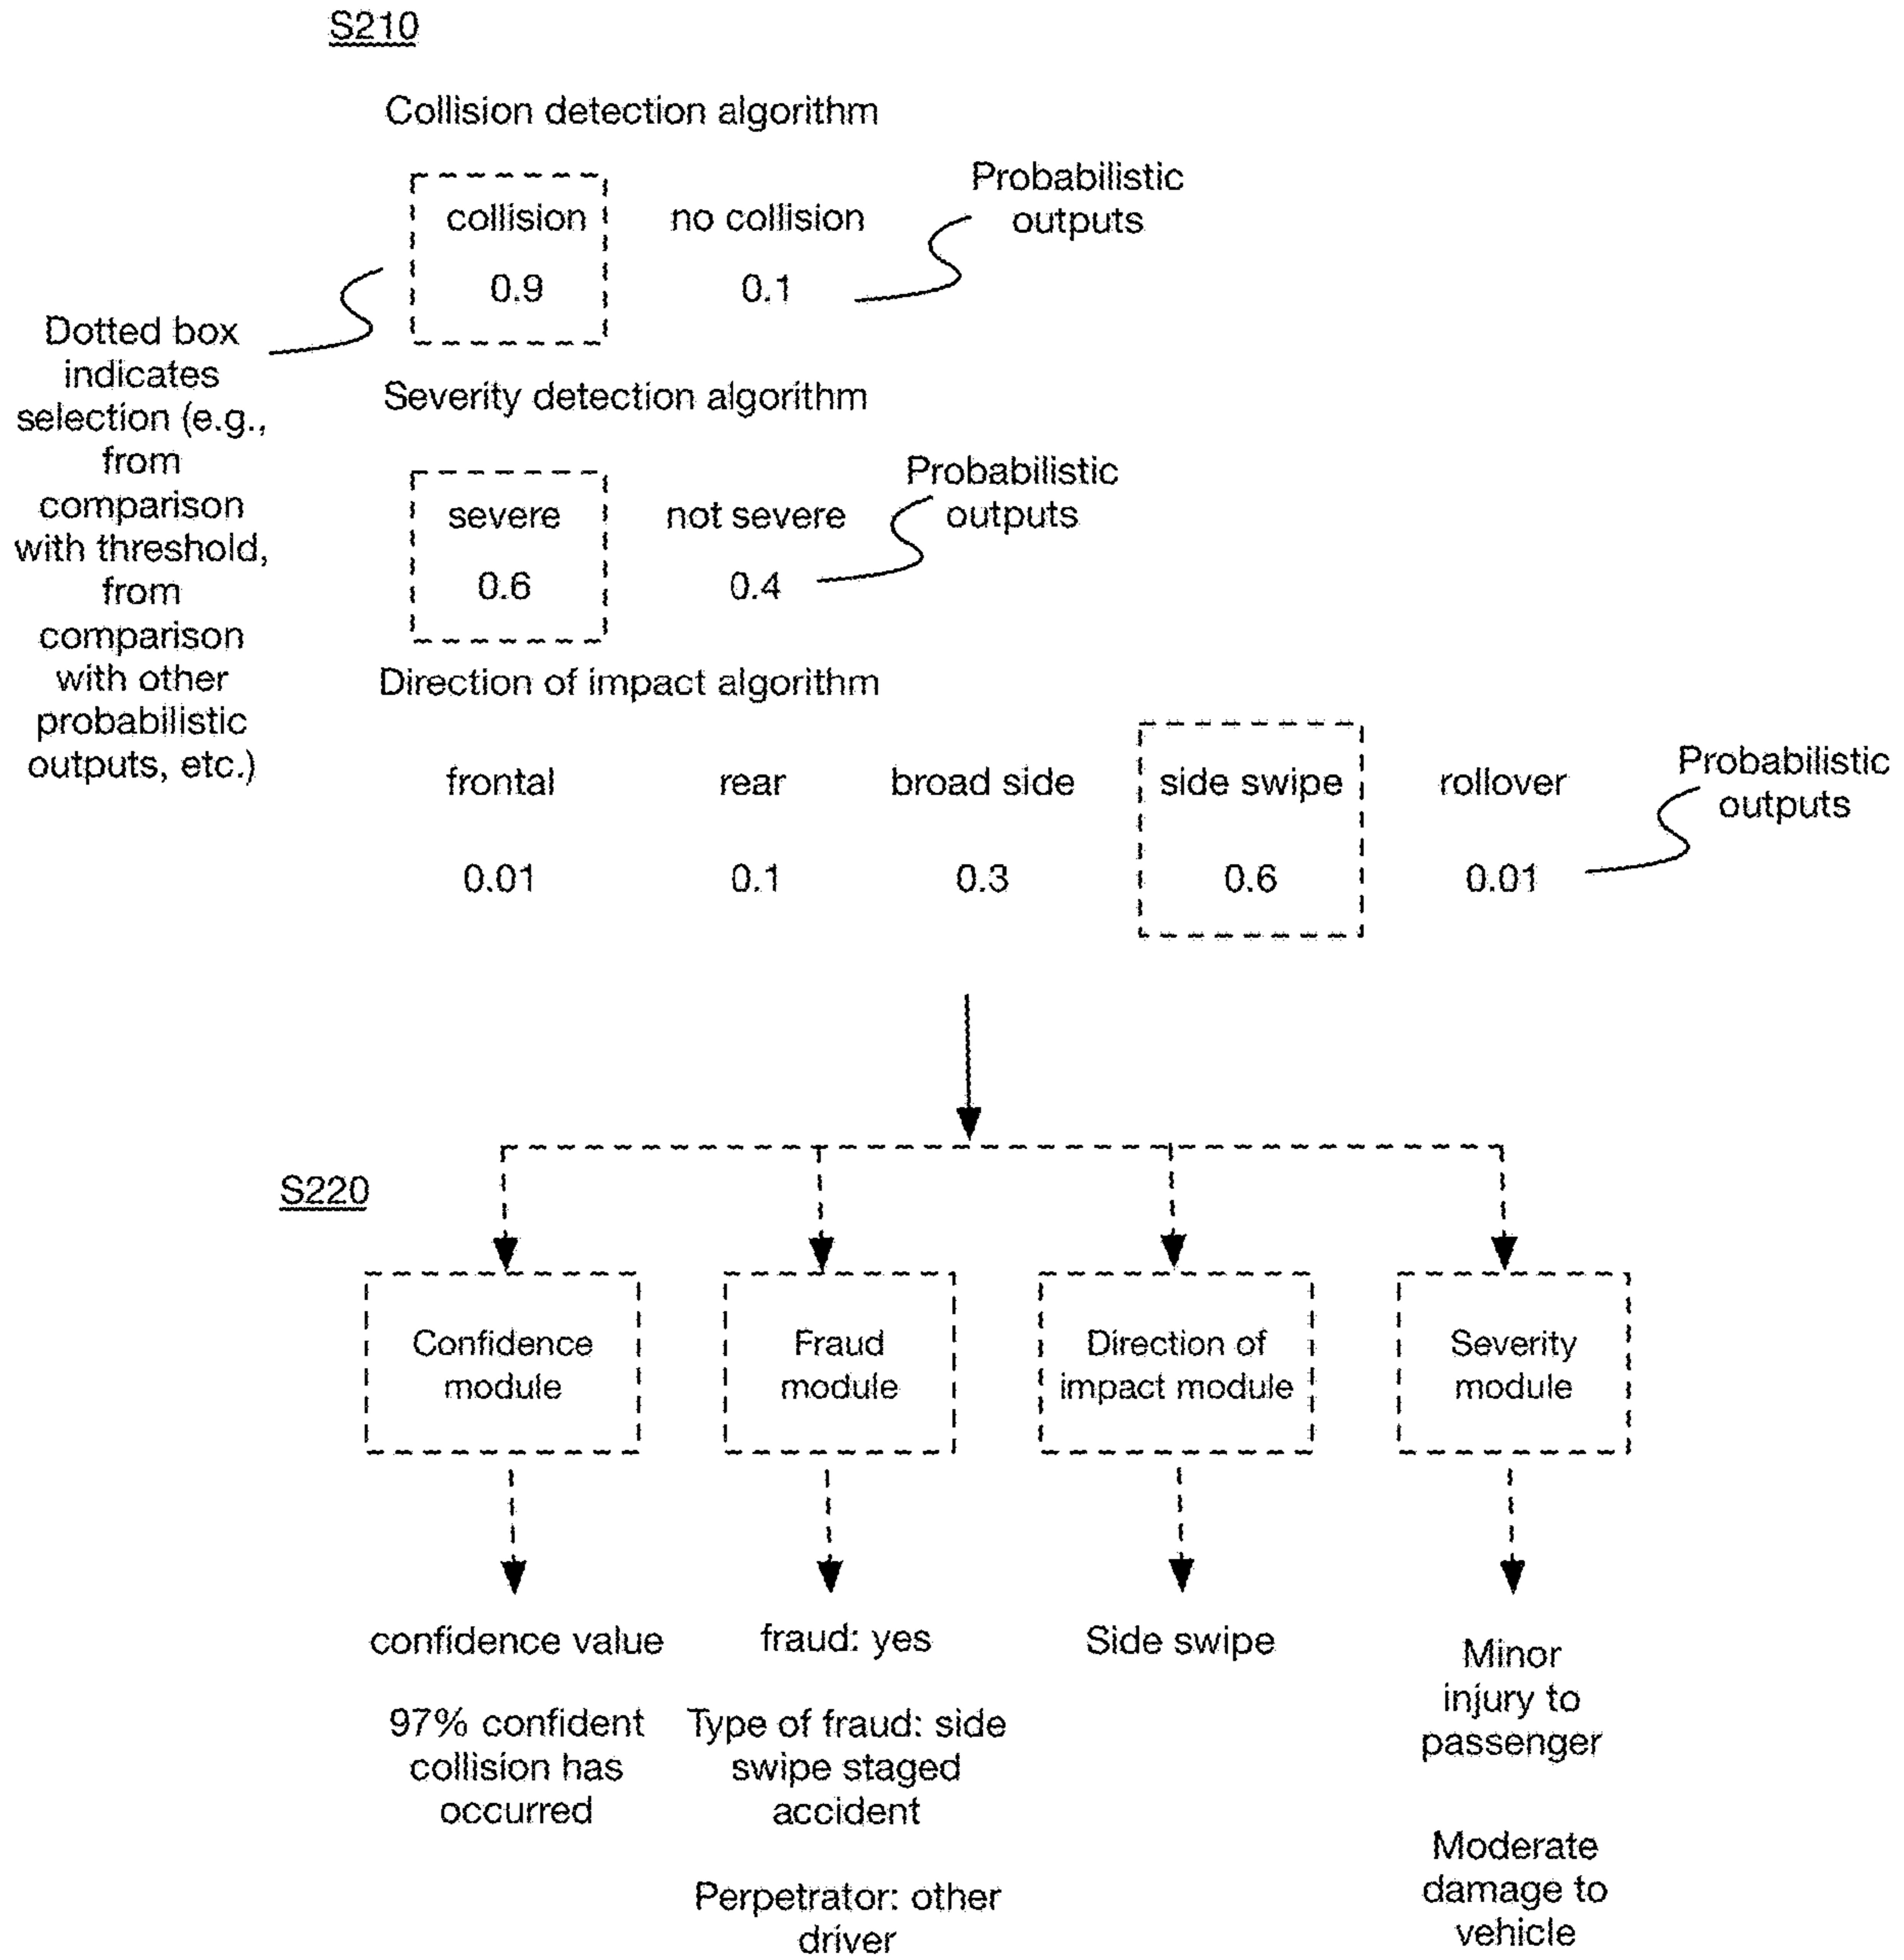 S210
Collision detection algorithm
collision
no collision
0.9
0.1
Probabilistic
outputs
Dotted box
indicates
selection (e.g.,
from
comparison
with threshold,
from
comparison
with other
probabilistic
outputs, etc.)
Severity detection algorithm
severe
not severe
0.6
0.4
Probabilistic
outputs
Direction of impact algorithm
frontal
rear
broad side
side swipe
rollover
0.01
0.1
0.3
0.6
0.01
Probabilistic
outputs
S220
Confidence
module
Fraud
module
Direction of
impact module
Severity
module
confidence value
97% confident
collision has
occurred
fraud: yes
Type of fraud: side
swipe staged
accident
Perpetrator: other
driver
Side swipe
Minor
injury to
passenger
Moderate
damage to
vehicle